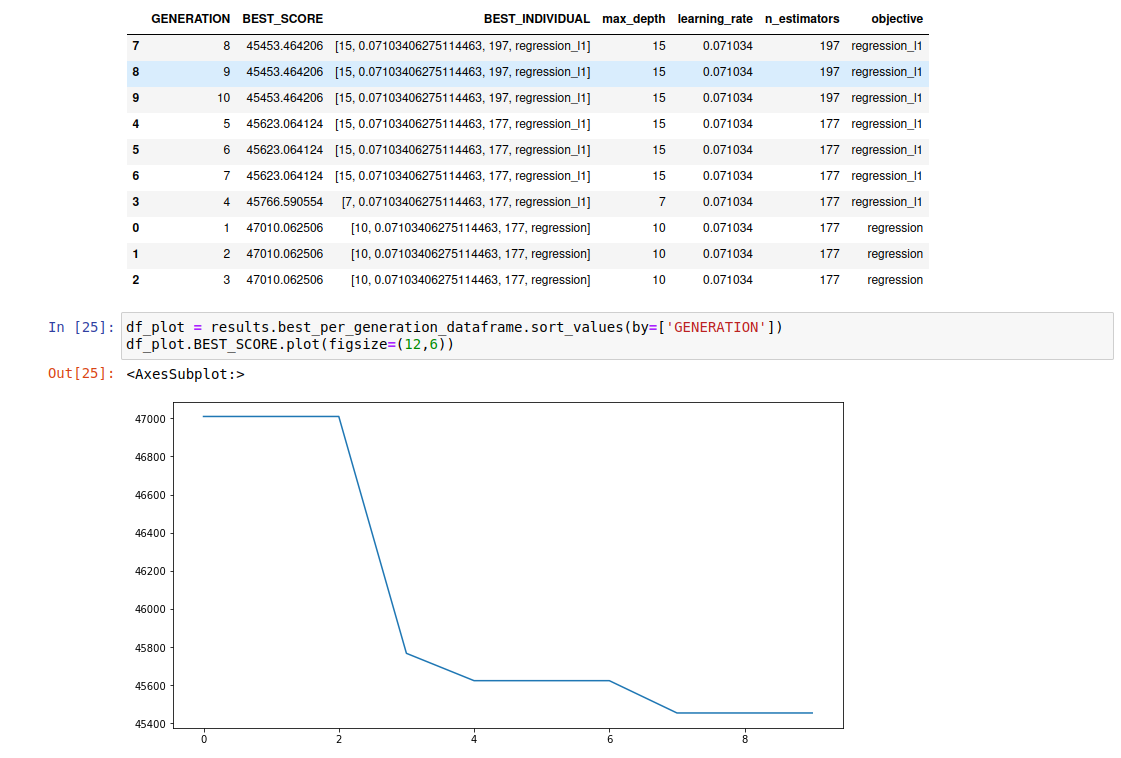 GENERATION BEST_SCORE BEST_INDIVIDUAL max_depth learning_rate n_estimators objective
7 8 45453.464206 [15, 0.07103406275114463, 197, regression_l1] 15 0.071034 197 regression_l1
8 9 45453.464206 [15, 0.07103406275114463, 197, regression_l1] 15 0.071034 197 regression_l1
9 10 45453.464206 [15, 0.07103406275114463, 197, regression_l1] 15 0.071034 197 regression_l1
4 5 45623.064124 [15, 0.07103406275114463, 177, regression_l1] 15 0.071034 177 regression_l1
5 6 45623.064124 [15, 0.07103406275114463, 177, regression_l1] 15 0.071034 177 regression_l1
6 7 45623.064124 [15, 0.07103406275114463, 177, regression_l1] 15 0.071034 177 regression_l1
3 4 45766.590554 [7, 0.07103406275114463, 177, regression_l1] 7 0.071034 177 regression_l1
0 1 47010.062506 [10, 0.07103406275114463, 177, regression] 10 0.071034 177 regression
1 2 47010.062506 [10, 0.07103406275114463, 177, regression] 10 0.071034 177 regression
2 3 47010.062506 [10, 0.07103406275114463, 177, regression] 10 0.071034 177 regression
In [25]: df_plot = results.best_per_generation_dataframe.sort_values(by=['GENERATION'])
df_plot.BEST_SCORE.plot(figsize=(12,6))
Out[25]: <AxesSubplot:>
47000
46800
46600
46400
46200
46000
45800
45600
45400
0 2 4 6 8